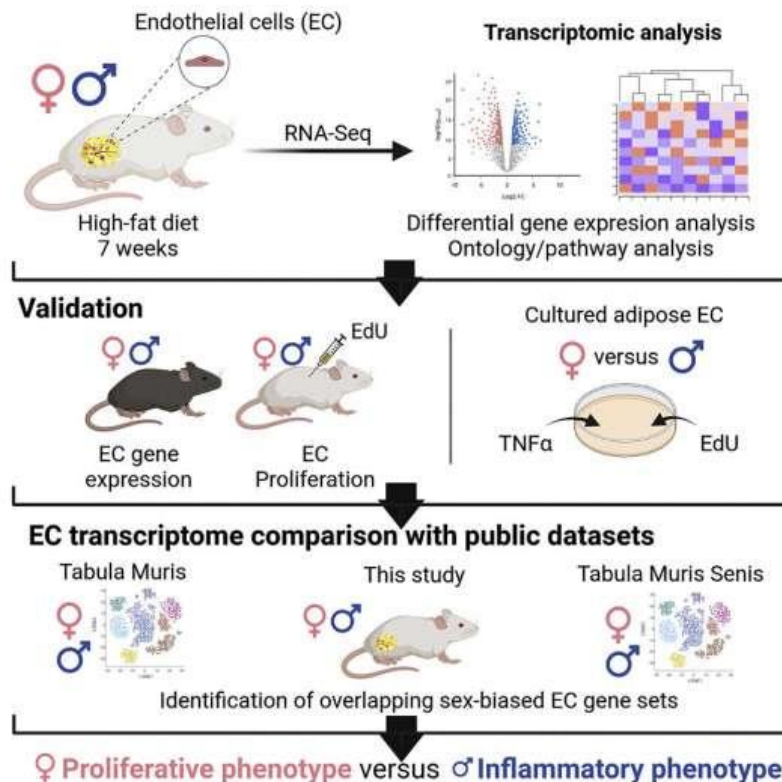 Endothelial cells (EC)
Transcriptomic analysis
♀ ♂
RNA-Seq
High-fat diet
7 weeks
Differential gene expresion analysis
Ontology/pathway analysis
Validation
♀ ♂
EC gene
expression
♀ ♂
EdU
EC
Proliferation
Cultured adipose EC
♀ versus ♂
TNFα
EdU
EC transcriptome comparison with public datasets
Tabula Muris
This study
Tabula Muris Senis
♀ ♂
♀ ♂
♀ ♂
Identification of overlapping sex-biased EC gene sets
♀ Proliferative phenotype versus ♂ Inflammatory phenotype